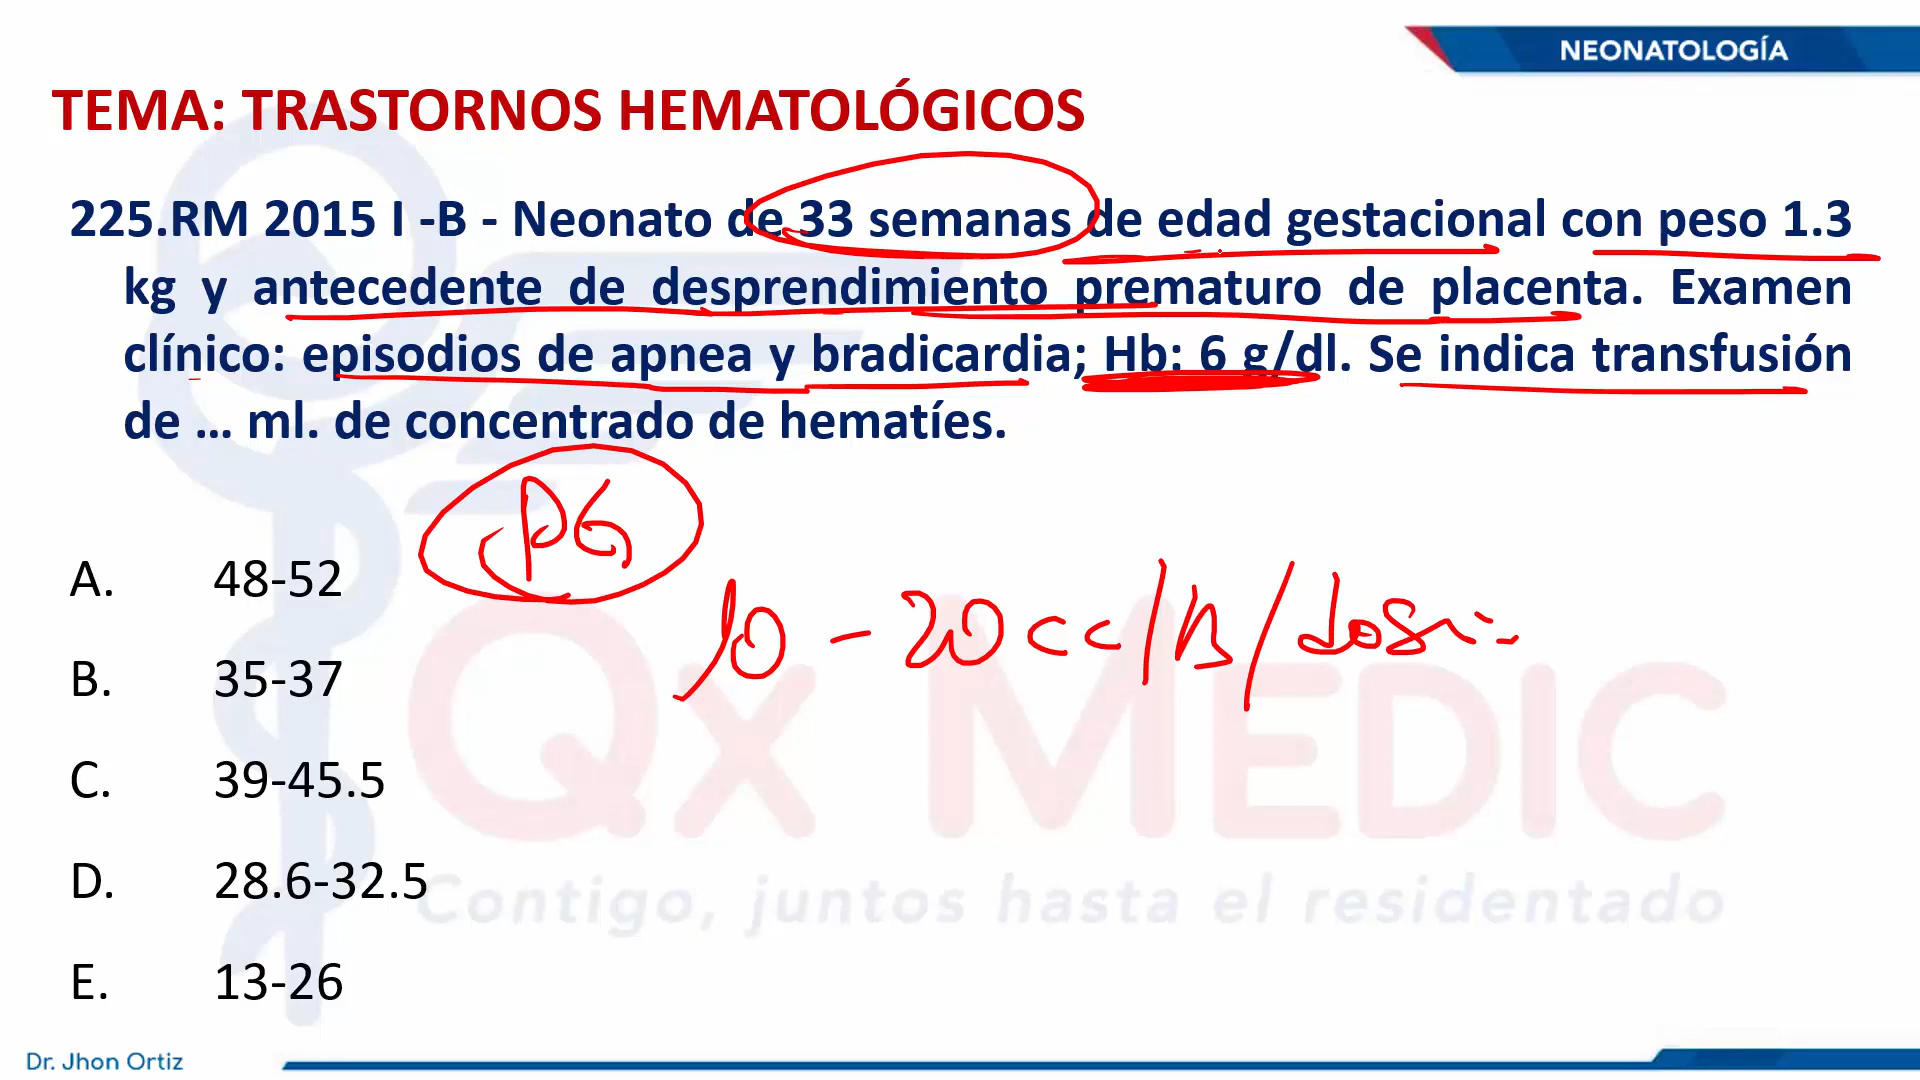 NEONATOLOGÍA
TEMA: TRASTORNOS HEMATOLÓGICOS
225.RM 2015 I -B - Neonato de 33 semanas de edad gestacional con peso 1.3
kg y antecedente de desprendimiento prematuro de placenta. Examen
clínico: episodios de apnea y bradicardia; Hb: 6 g/dl. Se indica transfusión
de ... ml. de concentrado de hematíes.
PG
A. 48-52
10 - 20 cc/k/dosis
B. 35-37
C. 39-45.5
QX MEDIC
D. 28.6-32.5
Contigo, juntos hasta el residentado
E. 13-26
Dr. Jhon Ortiz